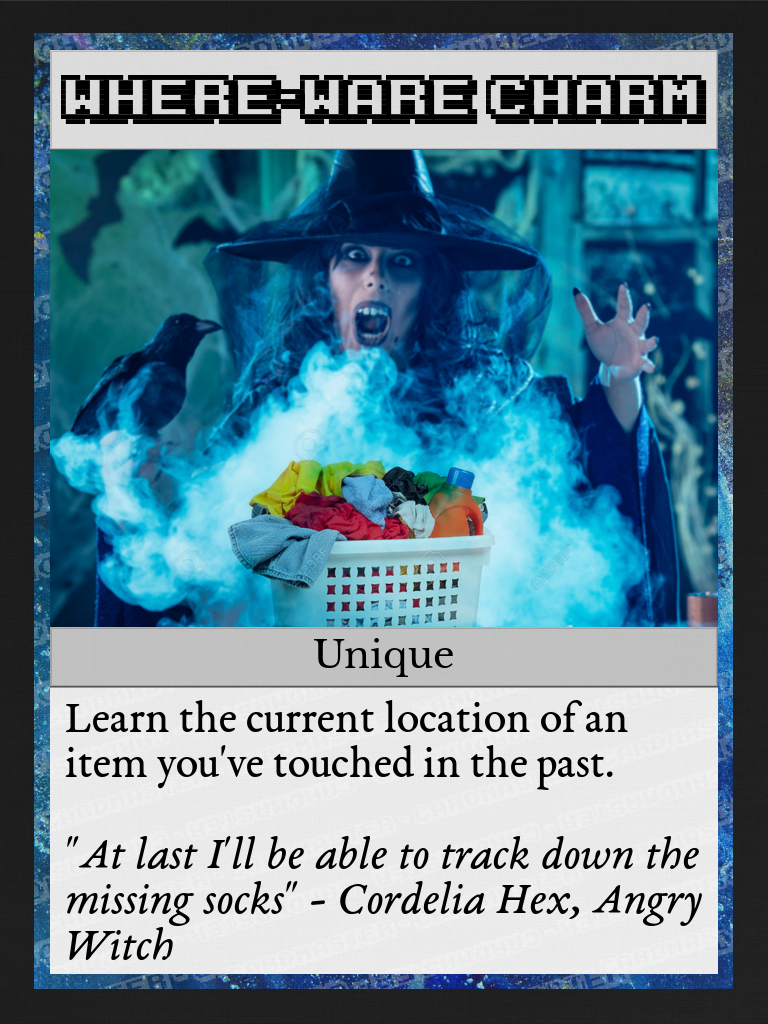 WHERE-WARE CHARM
Unique
Learn the current location of an
item you've touched in the past.
"At last I'll be able to track down the
missing socks" - Cordelia Hex, Angry
Witch